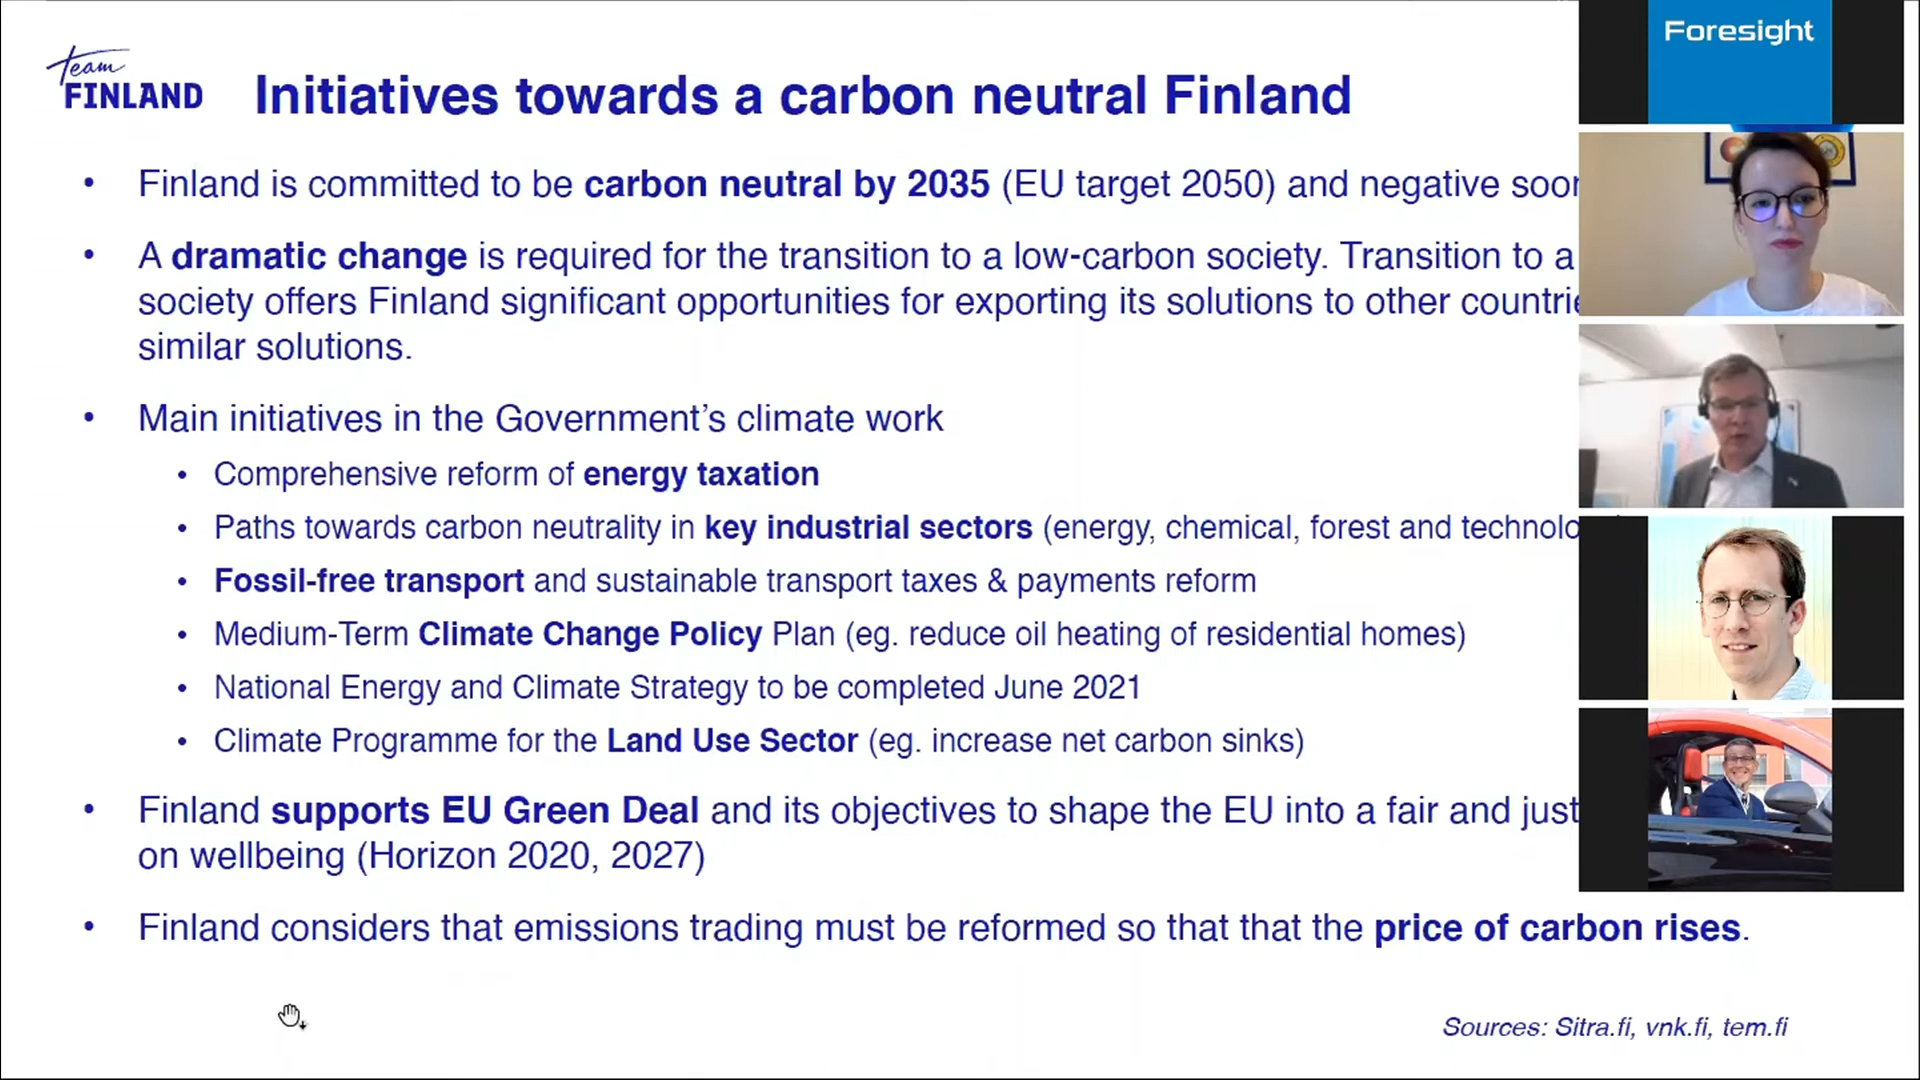 team
FINLAND
Initiatives towards a carbon neutral Finland
Foresight
• Finland is committed to be carbon neutral by 2035 (EU target 2050) and negative soon
• A dramatic change is required for the transition to a low-carbon society. Transition to a
society offers Finland significant opportunities for exporting its solutions to other
similar solutions.
• Main initiatives in the Government’s climate work
• Comprehensive reform of energy taxation
• Paths towards carbon neutrality in key industrial sectors (energy, chemical, forest and
• Fossil-free transport and sustainable transport taxes & payments reform
• Medium-Term Climate Change Policy Plan (eg. reduce oil heating of residential homes)
• National Energy and Climate Strategy to be completed June 2021
• Climate Programme for the Land Use Sector (eg. increase net carbon sinks)
• Finland supports EU Green Deal and its objectives to shape the EU into a fair and just
on wellbeing (Horizon 2020, 2027)
• Finland considers that emissions trading must be reformed so that that the price of carbon rises.
Sources: Sitra.fi, vnk.fi, tem.fi